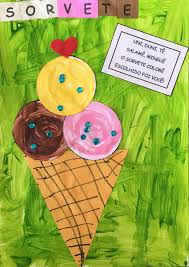 SORVETE
UNI, DUNI, TÊ
SALAMÊ, MINGUÊ
O SORVETE COLORÊ
ESCOLHIDO FOI VOCÊ!